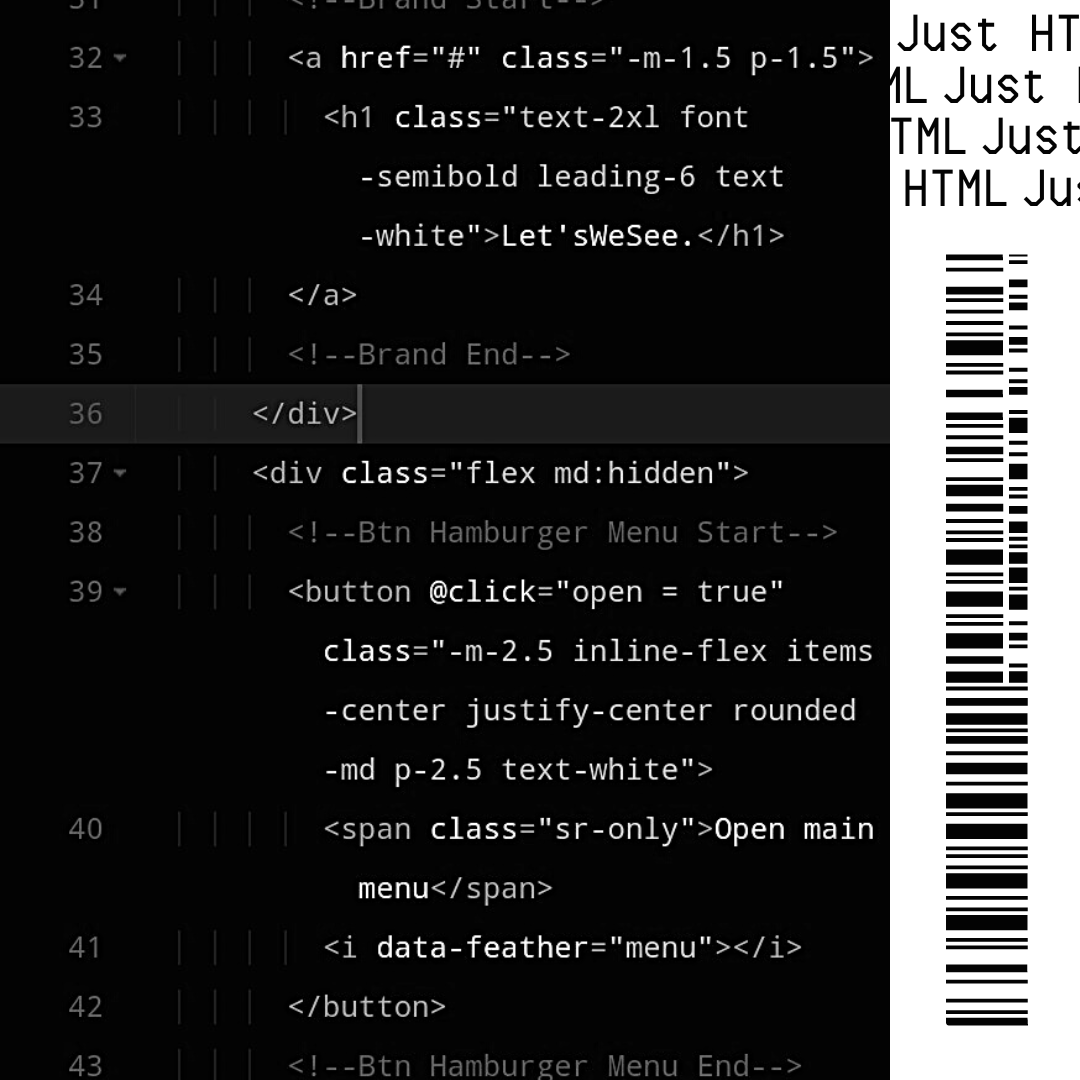 31 <!--Brand Start-->
32 <a href="#" class="-m-1.5 p-1.5">
33 <h1 class="text-2xl font
-semibold leading-6 text
-white">Let'sWeSee.</h1>
34 </a>
35 <!--Brand End-->
36 </div>
37 <div class="flex md:hidden">
38 <!--Btn Hamburger Menu Start-->
39 <button @click="open = true"
class="-m-2.5 inline-flex items
-center justify-center rounded
-md p-2.5 text-white">
40 <span class="sr-only">Open main
menu</span>
41 <i data-feather="menu"></i>
42 </button>
43 <!--Btn Hamburger Menu End-->
Just HT
ML Just
TML Just
HTML Jus